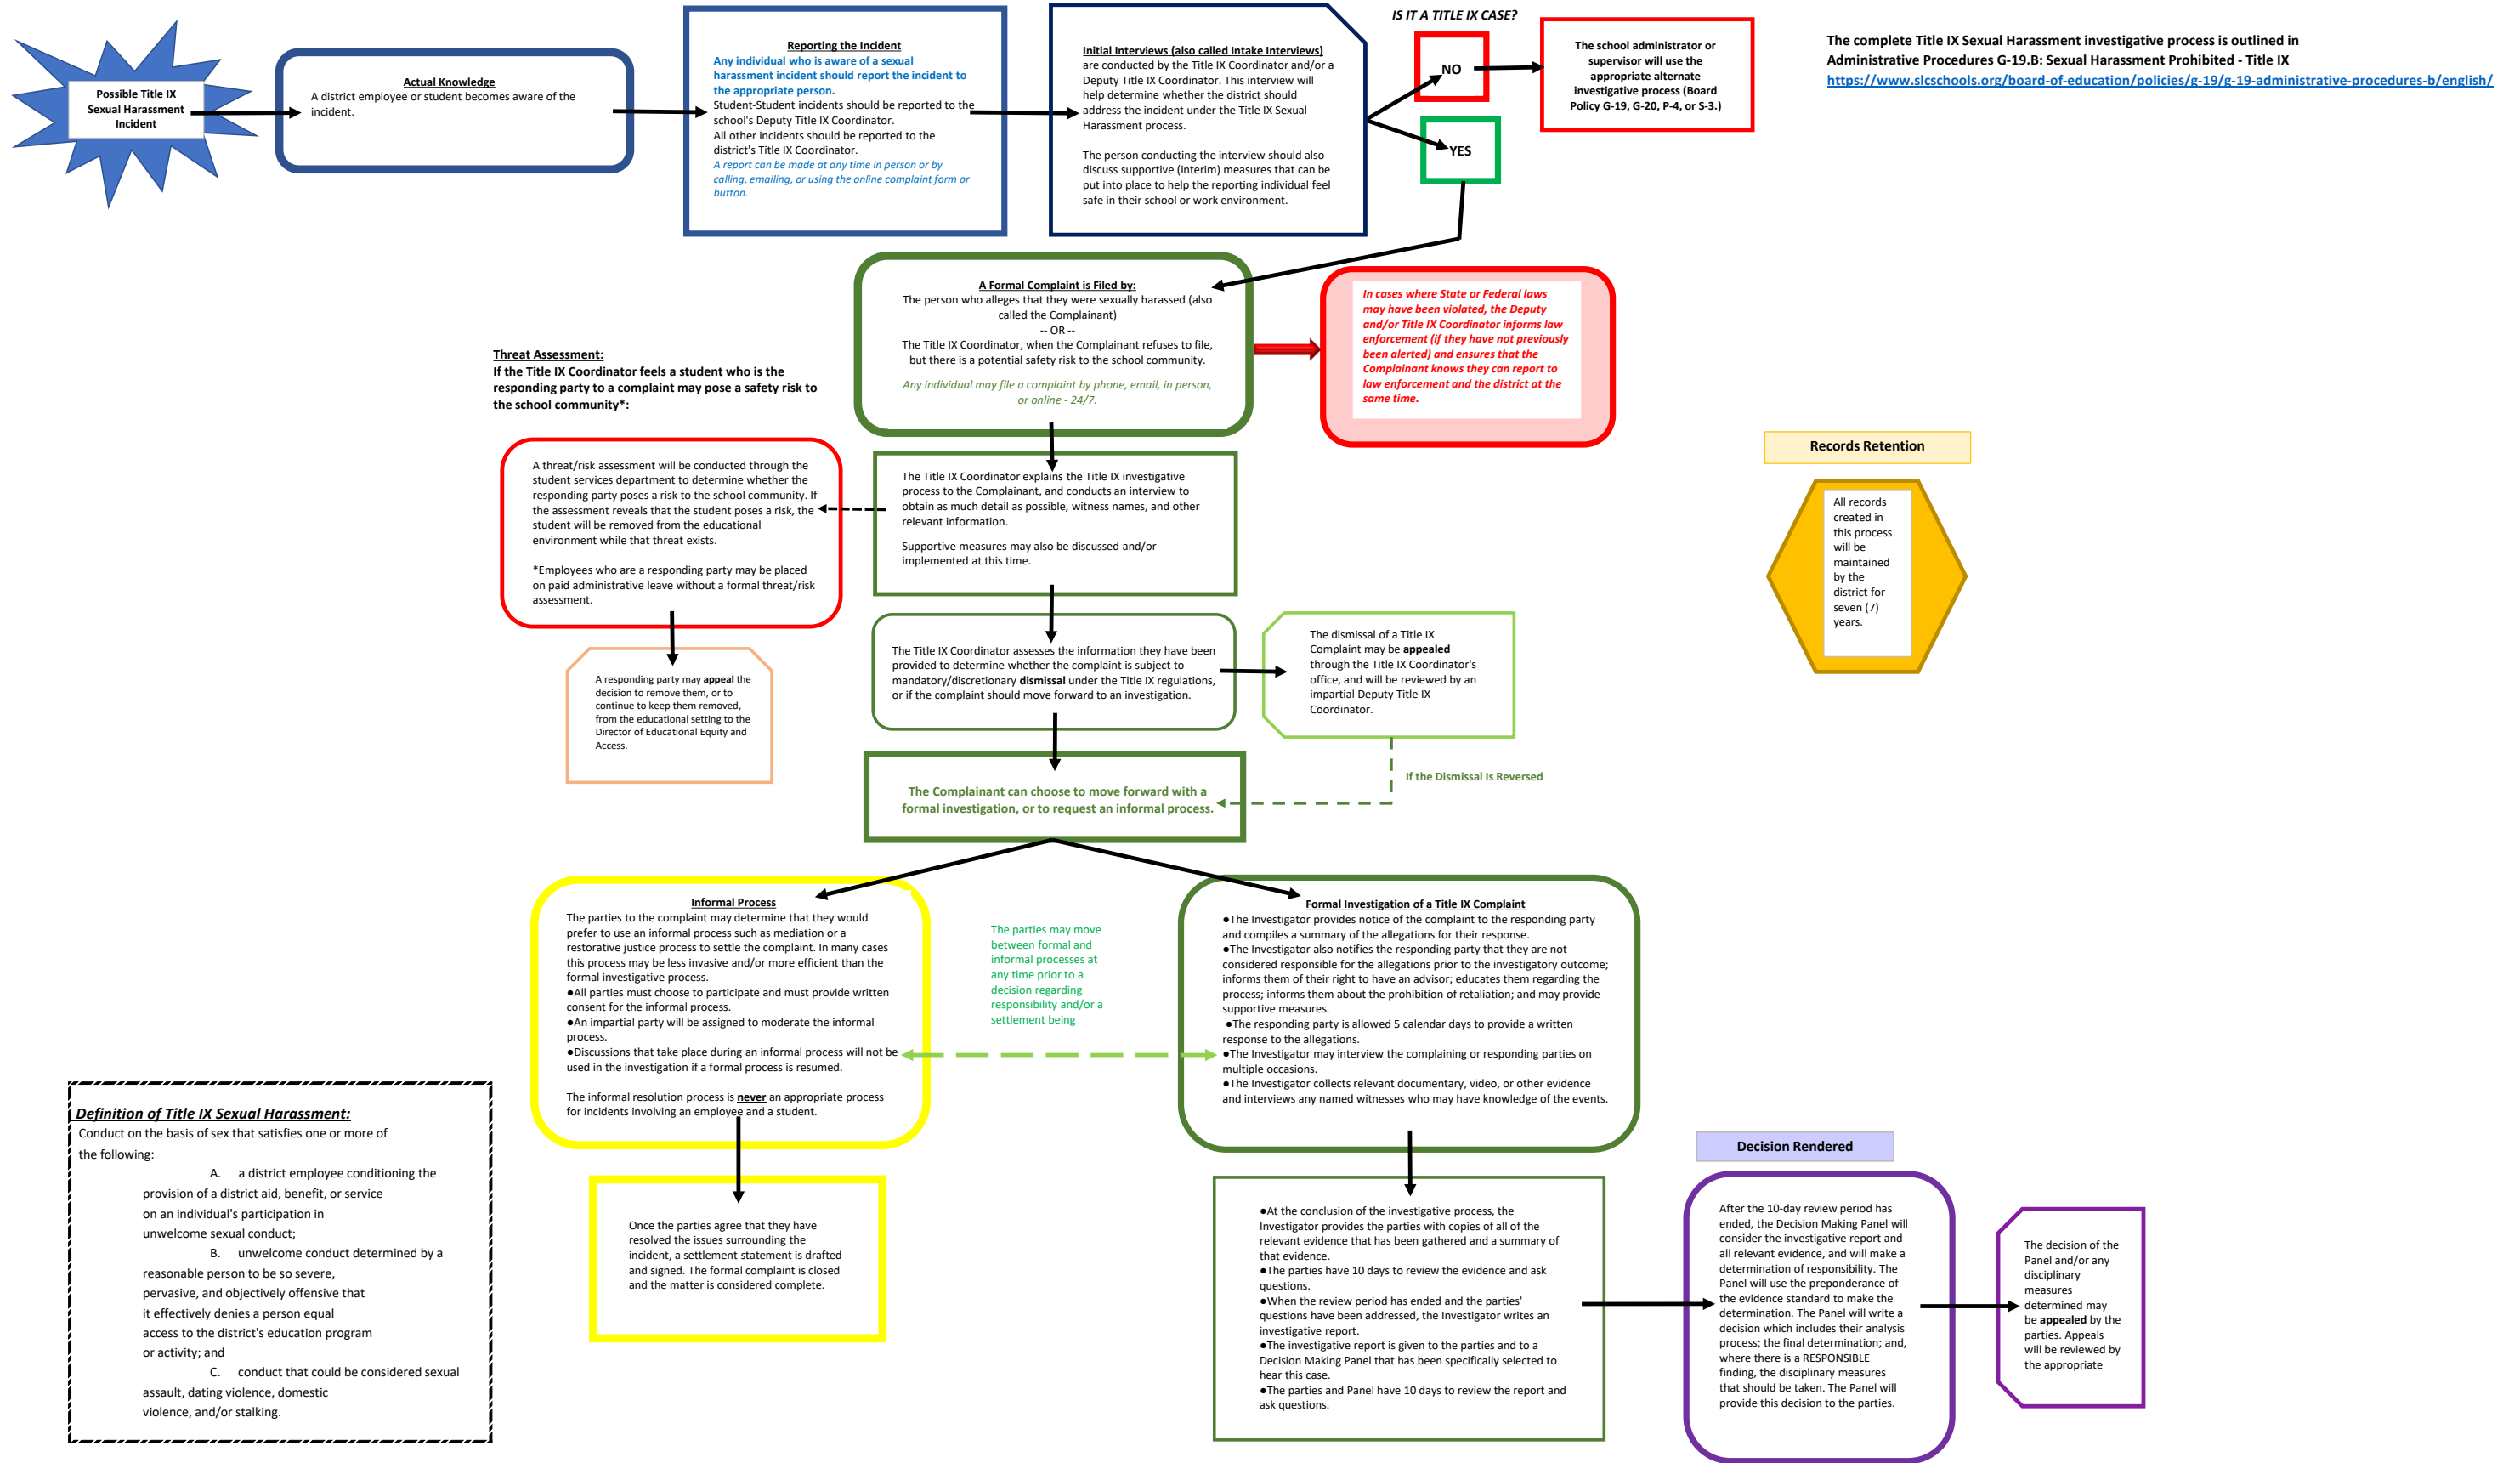 Possible Title IX
Sexual Harassment
Incident
Actual Knowledge
A district employee or student becomes aware of the
incident.
Reporting the Incident
Any individual who is aware of a sexual
harassment incident should report the incident to
the appropriate person.
Student-Student incidents should be reported to the
school's Deputy Title IX Coordinator.
All other incidents should be reported to the
district's Title IX Coordinator.
A report can be made at any time in person or by
calling, emailing, or using the online complaint form or
button.
Initial Interviews (also called Intake Interviews)
are conducted by the Title IX Coordinator and/or a
Deputy Title IX Coordinator. This interview will
help determine whether the district should
address the incident under the Title IX Sexual
Harassment process.
The person conducting the interview should also
discuss supportive (interim) measures that can be
put into place to help the reporting individual feel
safe in their school or work environment.
IS IT A TITLE IX CASE?
NO
YES
The school administrator or
supervisor will use the
appropriate alternate
investigative process (Board
Policy G-19, G-20, P-4, or S-3.)
The complete Title IX Sexual Harassment investigative process is outlined in
Administrative Procedures G-19.B: Sexual Harassment Prohibited - Title IX
https://www.slcschools.org/board-of-education/policies/g-19/g-19-administrative-procedures-b/english/
A Formal Complaint is Filed by:
The person who alleges that they were sexually harassed (also
called the Complainant)
-- OR --
The Title IX Coordinator, when the Complainant refuses to file,
but there is a potential safety risk to the school community.
Any individual may file a complaint by phone, email, in person,
or online - 24/7.
In cases where State or Federal laws
may have been violated, the Deputy
and/or Title IX Coordinator informs law
enforcement (if they have not previously
been alerted) and ensures that the
Complainant knows they can report to
law enforcement and the district at the
same time.
Threat Assessment:
If the Title IX Coordinator feels a student who is the
responding party to a complaint may pose a safety risk to
the school community*:
A threat/risk assessment will be conducted through the
student services department to determine whether the
responding party poses a risk to the school community. If
the assessment reveals that the student poses a risk, the
student will be removed from the educational
environment while that threat exists.
*Employees who are a responding party may be placed
on paid administrative leave without a formal threat/risk
assessment.
The Title IX Coordinator explains the Title IX investigative
process to the Complainant, and conducts an interview to
obtain as much detail as possible, witness names, and other
relevant information.
Supportive measures may also be discussed and/or
implemented at this time.
Records Retention
All records
created in
this process
will be
maintained
by the
district for
seven (7)
years.
A responding party may appeal the
decision to remove them, or to
continue to keep them removed,
from the educational setting to the
Director of Educational Equity and
Access.
The Title IX Coordinator assesses the information they have been
provided to determine whether the complaint is subject to
mandatory/discretionary dismissal under the Title IX regulations,
or if the complaint should move forward to an investigation.
The dismissal of a Title IX
Complaint may be appealed
through the Title IX Coordinator's
office, and will be reviewed by an
impartial Deputy Title IX
Coordinator.
If the Dismissal Is Reversed
The Complainant can choose to move forward with a
formal investigation, or to request an informal process.
Informal Process
The parties to the complaint may determine that they would
prefer to use an informal process such as mediation or a
restorative justice process to settle the complaint. In many cases
this process may be less invasive and/or more efficient than the
formal investigative process.
●All parties must choose to participate and must provide written
consent for the informal process.
●An impartial party will be assigned to moderate the informal
process.
●Discussions that take place during an informal process will not be
used in the investigation if a formal process is resumed.
The informal resolution process is never an appropriate process
for incidents involving an employee and a student.
The parties may move
between formal and
informal processes at
any time prior to a
decision regarding
responsibility and/or a
settlement being
Formal Investigation of a Title IX Complaint
●The Investigator provides notice of the complaint to the responding party
and compiles a summary of the allegations for their response.
●The Investigator also notifies the responding party that they are not
considered responsible for the allegations prior to the investigatory outcome;
informs them of their right to have an advisor; educates them regarding the
process; informs them about the prohibition of retaliation; and may provide
supportive measures.
●The responding party is allowed 5 calendar days to provide a written
response to the allegations.
●The Investigator may interview the complaining or responding parties on
multiple occasions.
●The Investigator collects relevant documentary, video, or other evidence
and interviews any named witnesses who may have knowledge of the events.
Definition of Title IX Sexual Harassment:
Conduct on the basis of sex that satisfies one or more of
the following:
A. a district employee conditioning the
provision of a district aid, benefit, or service
on an individual's participation in
unwelcome sexual conduct;
B. unwelcome conduct determined by a
reasonable person to be so severe,
pervasive, and objectively offensive that
it effectively denies a person equal
access to the district's education program
or activity; and
C. conduct that could be considered sexual
assault, dating violence, domestic
violence, and/or stalking.
Once the parties agree that they have
resolved the issues surrounding the
incident, a settlement statement is drafted
and signed. The formal complaint is closed
and the matter is considered complete.
●At the conclusion of the investigative process, the
Investigator provides the parties with copies of all of the
relevant evidence that has been gathered and a summary of
that evidence.
●The parties have 10 days to review the evidence and ask
questions.
●When the review period has ended and the parties'
questions have been addressed, the Investigator writes an
investigative report.
●The investigative report is given to the parties and to a
Decision Making Panel that has been specifically selected to
hear this case.
●The parties and Panel have 10 days to review the report and
ask questions.
Decision Rendered
After the 10-day review period has
ended, the Decision Making Panel will
consider the investigative report and
all relevant evidence, and will make a
determination of responsibility. The
Panel will use the preponderance of
the evidence standard to make the
determination. The Panel will write a
decision which includes their analysis
process; the final determination; and,
where there is a RESPONSIBLE
finding, the disciplinary measures
that should be taken. The Panel will
provide this decision to the parties.
The decision of the
Panel and/or any
disciplinary
measures
determined may
be appealed by the
parties. Appeals
will be reviewed by
the appropriate